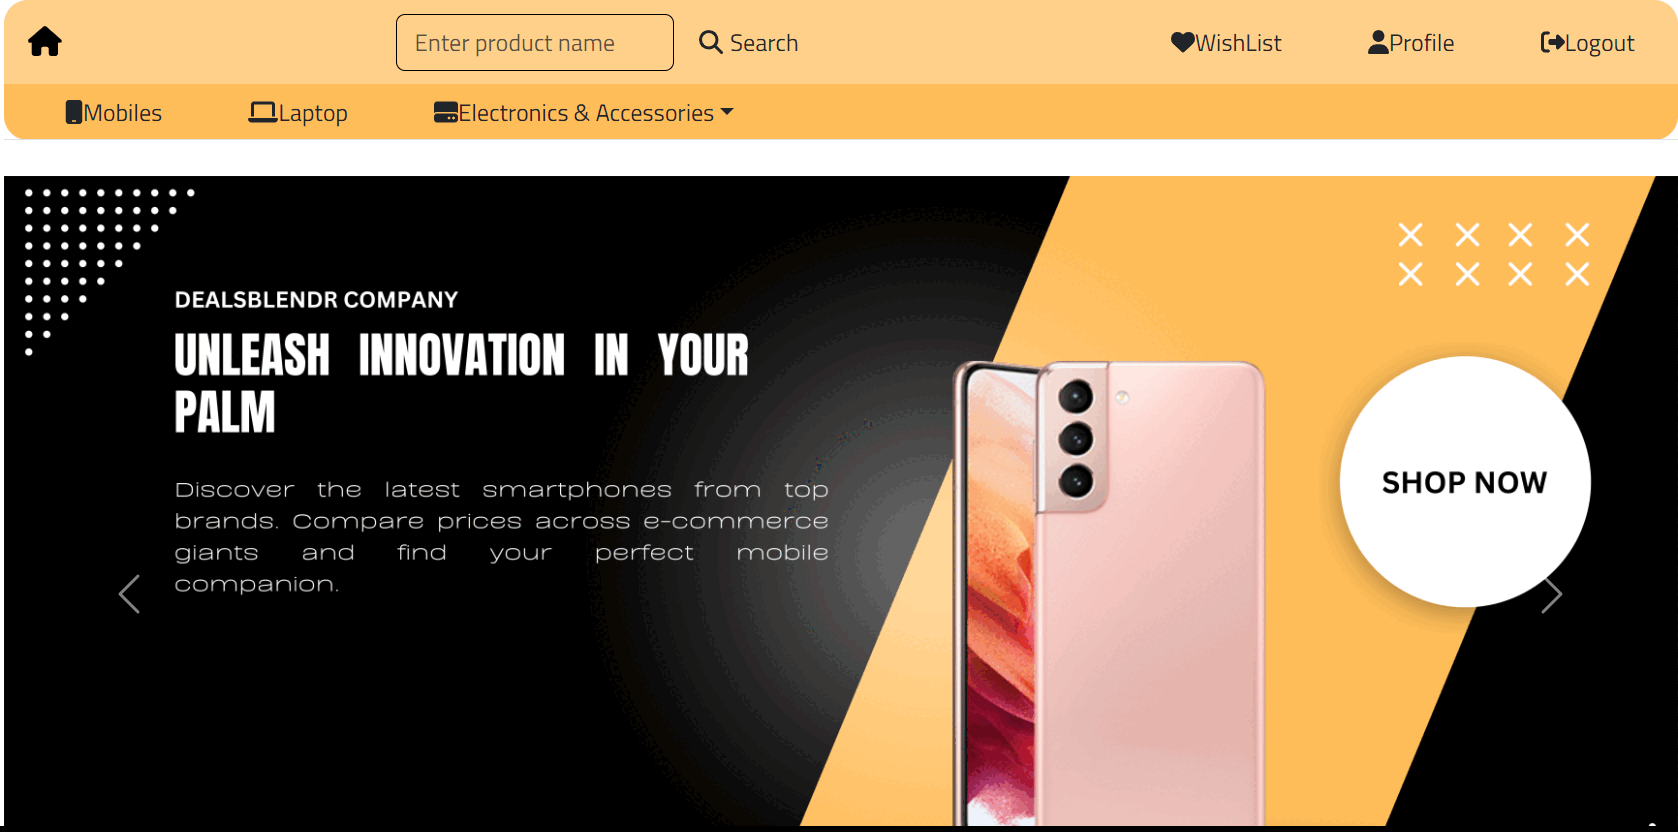 Enter product name Search WishList Profile Logout
Mobiles Laptop Electronics & Accessories
DEALSBLENDR COMPANY
UNLEASH INNOVATION IN YOUR
PALM
Discover the latest smartphones from top
brands. Compare prices across e-commerce
giants and find your perfect mobile
companion.
SHOP NOW